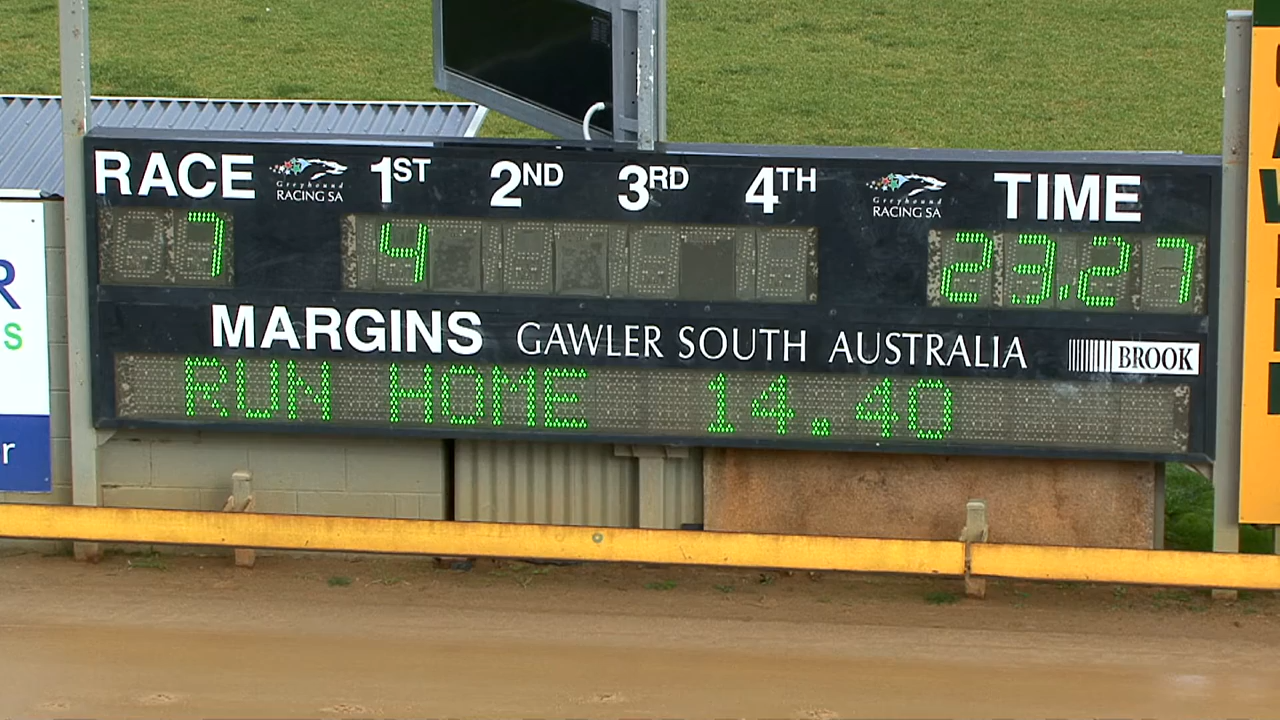 RACE Greyhound RACING SA 1ST 2ND 3RD 4TH Greyhound RACING SA TIME
7 4 23.27
MARGINS GAWLER SOUTH AUSTRALIA BROOK
RUN HOME 14.40
R
S
r